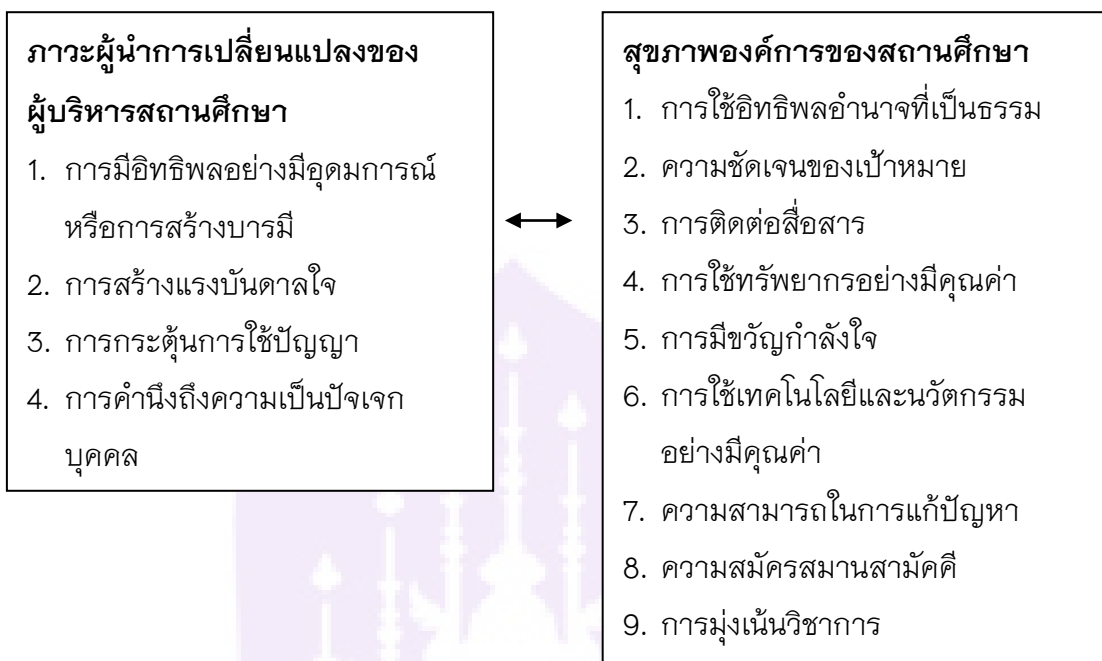 ภาวะผู้นำการเปลี่ยนแปลงของ
ผู้บริหารสถานศึกษา
1. การมีอิทธิพลอย่างมีอุดมการณ์
หรือการสร้างบารมี
2. การสร้างแรงบันดาลใจ
3. การกระตุ้นการใช้ปัญญา
4. การคำนึงถึงความเป็นปัจเจก
บุคคล
สุขภาพองค์การของสถานศึกษา
1. การใช้อิทธิพลอำนาจที่เป็นธรรม
2. ความชัดเจนของเป้าหมาย
3. การติดต่อสื่อสาร
4. การใช้ทรัพยากรอย่างมีคุณค่า
5. การมีขวัญกำลังใจ
6. การใช้เทคโนโลยีและนวัตกรรม
อย่างมีคุณค่า
7. ความสามารถในการแก้ปัญหา
8. ความสมัครสมานสามัคคี
9. การมุ่งเน้นวิชาการ